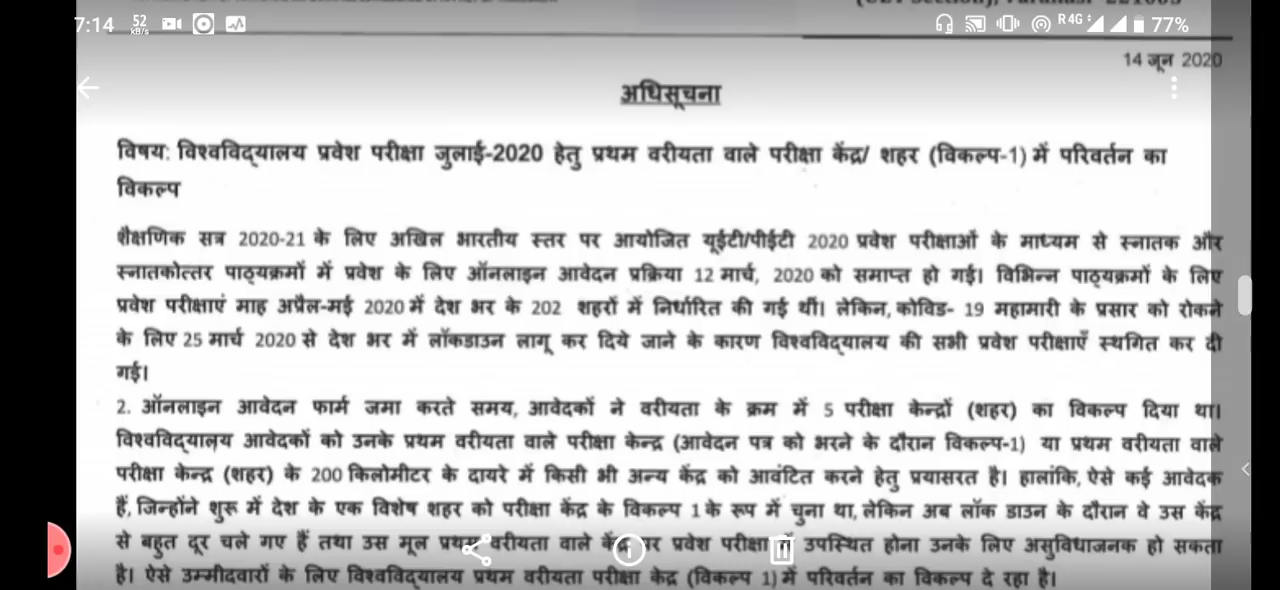 7:14 52 KB/s R 4G 77%
14 जून 2020
अधिसूचना
विषय: विश्वविद्यालय प्रवेश परीक्षा जुलाई-2020 हेतु प्रथम वरीयता वाले परीक्षा केंद्र/ शहर (विकल्प-1) में परिवर्तन का
विकल्प
शैक्षणिक सत्र 2020-21 के लिए अखिल भारतीय स्तर पर आयोजित यूईटी/पीईटी 2020 प्रवेश परीक्षाओं के माध्यम से स्नातक और
स्नातकोत्तर पाठ्यक्रमों में प्रवेश के लिए ऑनलाइन आवेदन प्रक्रिया 12 मार्च, 2020 को समाप्त हो गई। विभिन्न पाठ्यक्रमों के लिए
प्रवेश परीक्षाएं माह अप्रैल-मई 2020 में देश भर के 202 शहरों में निर्धारित की गई थीं। लेकिन, कोविड- 19 महामारी के प्रसार को रोकने
के लिए 25 मार्च 2020 से देश भर में लॉकडाउन लागू कर दिये जाने के कारण विश्वविद्यालय की सभी प्रवेश परीक्षाएँ स्थगित कर दी
गई।
2. ऑनलाइन आवेदन फार्म जमा करते समय, आवेदकों ने वरीयता के क्रम में 5 परीक्षा केन्द्रों (शहर) का विकल्प दिया था।
विश्वविद्यालय आवेदकों को उनके प्रथम वरीयता वाले परीक्षा केन्द्र (आवेदन पत्र को भरने के दौरान विकल्प-1) या प्रथम वरीयता वाले
परीक्षा केन्द्र (शहर) के 200 किलोमीटर के दायरे में किसी भी अन्य केंद्र को आवंटित करने हेतु प्रयासरत है। हालांकि, ऐसे कई आवेदक
हैं, जिन्होंने शुरू में देश के एक विशेष शहर को परीक्षा केंद्र के विकल्प 1 के रूप में चुना था, लेकिन अब लॉक डाउन के दौरान वे उस केंद्र
से बहुत दूर चले गए हैं तथा उस मूल प्रथम वरीयता वाले केंद्र पर प्रवेश परीक्षा में उपस्थित होना उनके लिए असुविधाजनक हो सकता
है। ऐसे उम्मीदवारों के लिए विश्वविद्यालय प्रथम वरीयता परीक्षा केंद्र (विकल्प 1) में परिवर्तन का विकल्प दे रहा है।